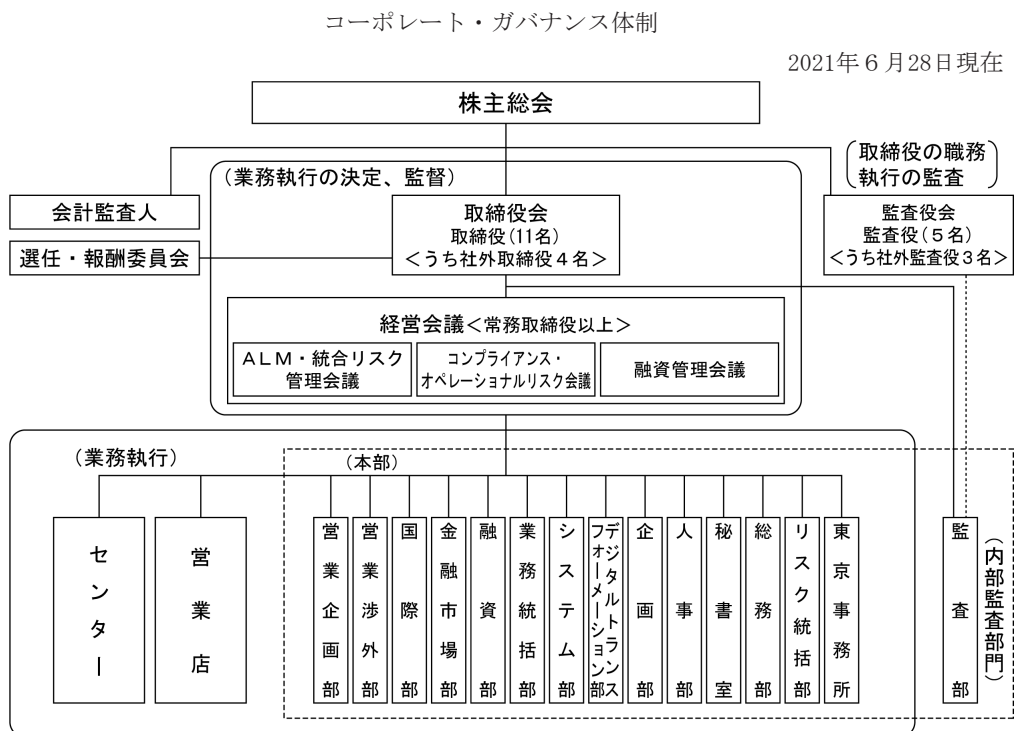 コーポレート・ガバナンス体制
2021年６月28日現在
株主総会
(取締役の職務
執行の監査)
(業務執行の決定、監督)
会計監査人
選任・報酬委員会
取締役会
取締役(11名)
＜うち社外取締役４名＞
監査役会
監査役(５名)
＜うち社外監査役３名＞
経営会議＜常務取締役以上＞
ＡＬＭ・統合リスク
管理会議
コンプライアンス・
オペレーショナルリスク会議
融資管理会議
(業務執行)
(本部)
センター
営業店
営業企画部
営業渉外部
国際部
金融市場部
融資部
業務統括部
システム部
デジタルトランス
フォーメーション部
企画部
人事部
秘書室
総務部
リスク統括部
東京事務所
監査部
(内部監査部門)